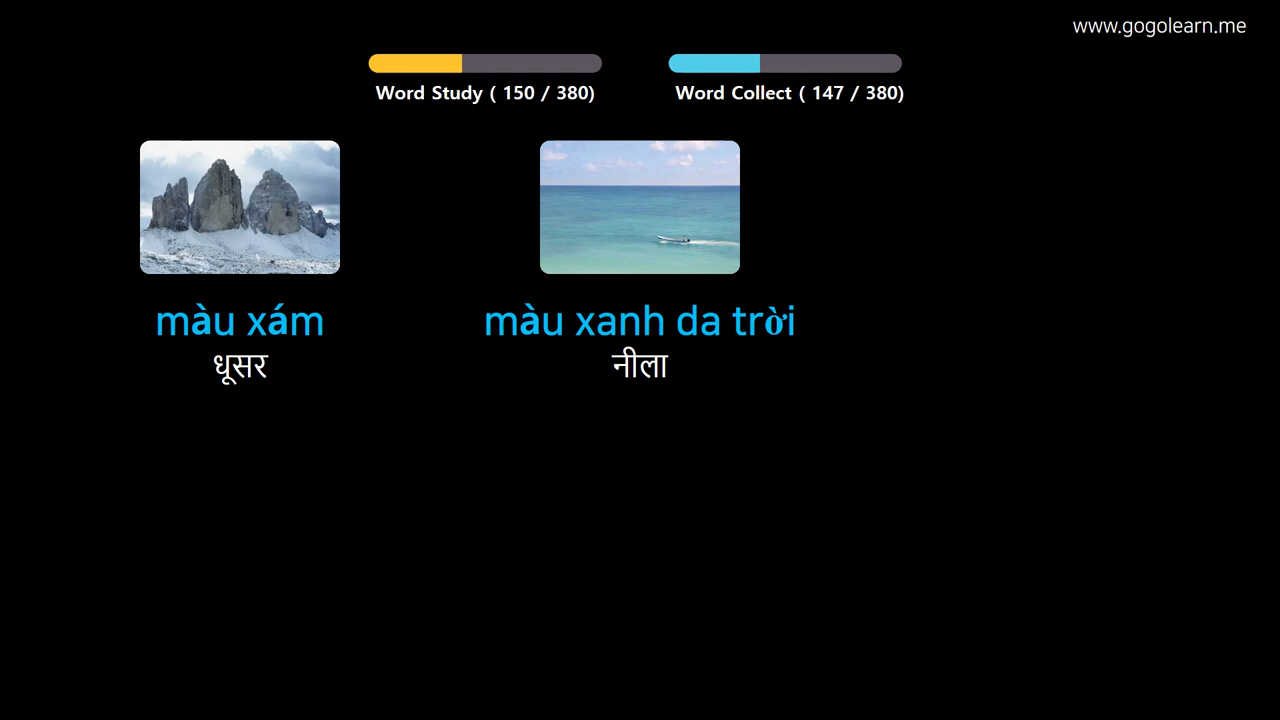 www.gogolearn.me
Word Study ( 150 / 380)
Word Collect ( 147 / 380)
màu xám
धूसर
màu xanh da trời
नीला